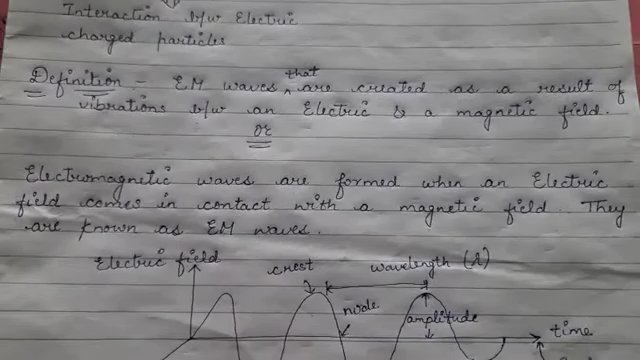 Interaction b/w Electric
charged particles
Definition - EM waves that are created as a result of
vibrations b/w an Electric & a magnetic field.
or
Electromagnetic waves are formed when an Electric
field comes in contact with a magnetic field. They
are known as EM waves.
Electric field crest wavelength (λ)
node amplitude
time